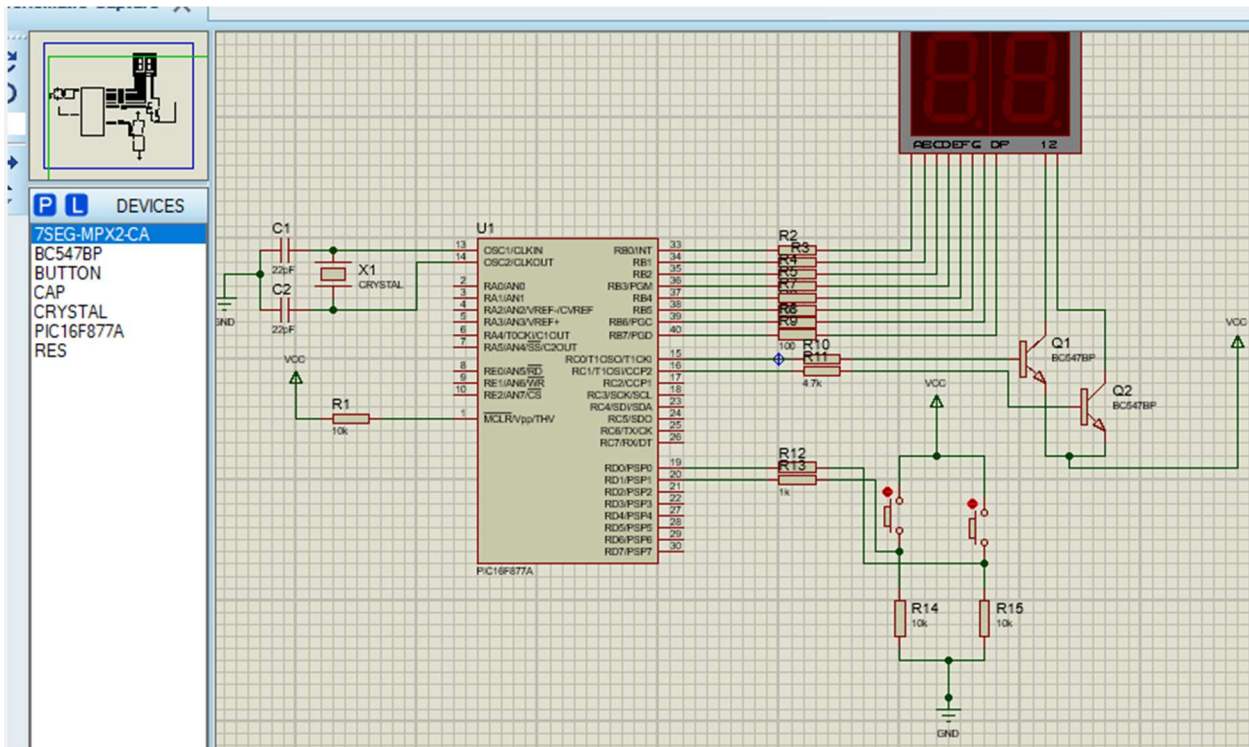 P L DEVICES
7SEG-MPX2-CA
BC547BP
BUTTON
CAP
CRYSTAL
PIC16F877A
RES
ABCDEFG DP 12
C1
22pF
C2
22pF
X1
CRYSTAL
GND
VCC
R1
10k
U1
13 OSC1/CLKIN
14 OSC2/CLKOUT
2 RA0/AN0
3 RA1/AN1
4 RA2/AN2/VREF-/CVREF
5 RA3/AN3/VREF+
6 RA4/T0CKI/C1OUT
7 RA5/AN4/SS/C2OUT
8 RE0/AN5/RD
9 RE1/AN6/WR
10 RE2/AN7/CS
1 MCLR/Vpp/THV
RB0/INT 33
RB1 34
RB2 35
RB3/PGM 36
RB4 37
RB5 38
RB6/PGC 39
RB7/PGD 40
RC0/T1OSO/T1CKI 15
RC1/T1OSI/CCP2 16
RC2/CCP1 17
RC3/SCK/SCL 18
RC4/SDI/SDA 23
RC5/SDO 24
RC6/TX/CK 25
RC7/RX/DT 26
RD0/PSP0 19
RD1/PSP1 20
RD2/PSP2 21
RD3/PSP3 22
RD4/PSP4 27
RD5/PSP5 28
RD6/PSP6 29
RD7/PSP7 30
PIC16F877A
R2
R3
R4
R5
R7
R8
R9
100
R10
R11
4.7k
R12
R13
1k
VCC
Q1
BC547BP
Q2
BC547BP
VCC
R14
10k
R15
10k
GND